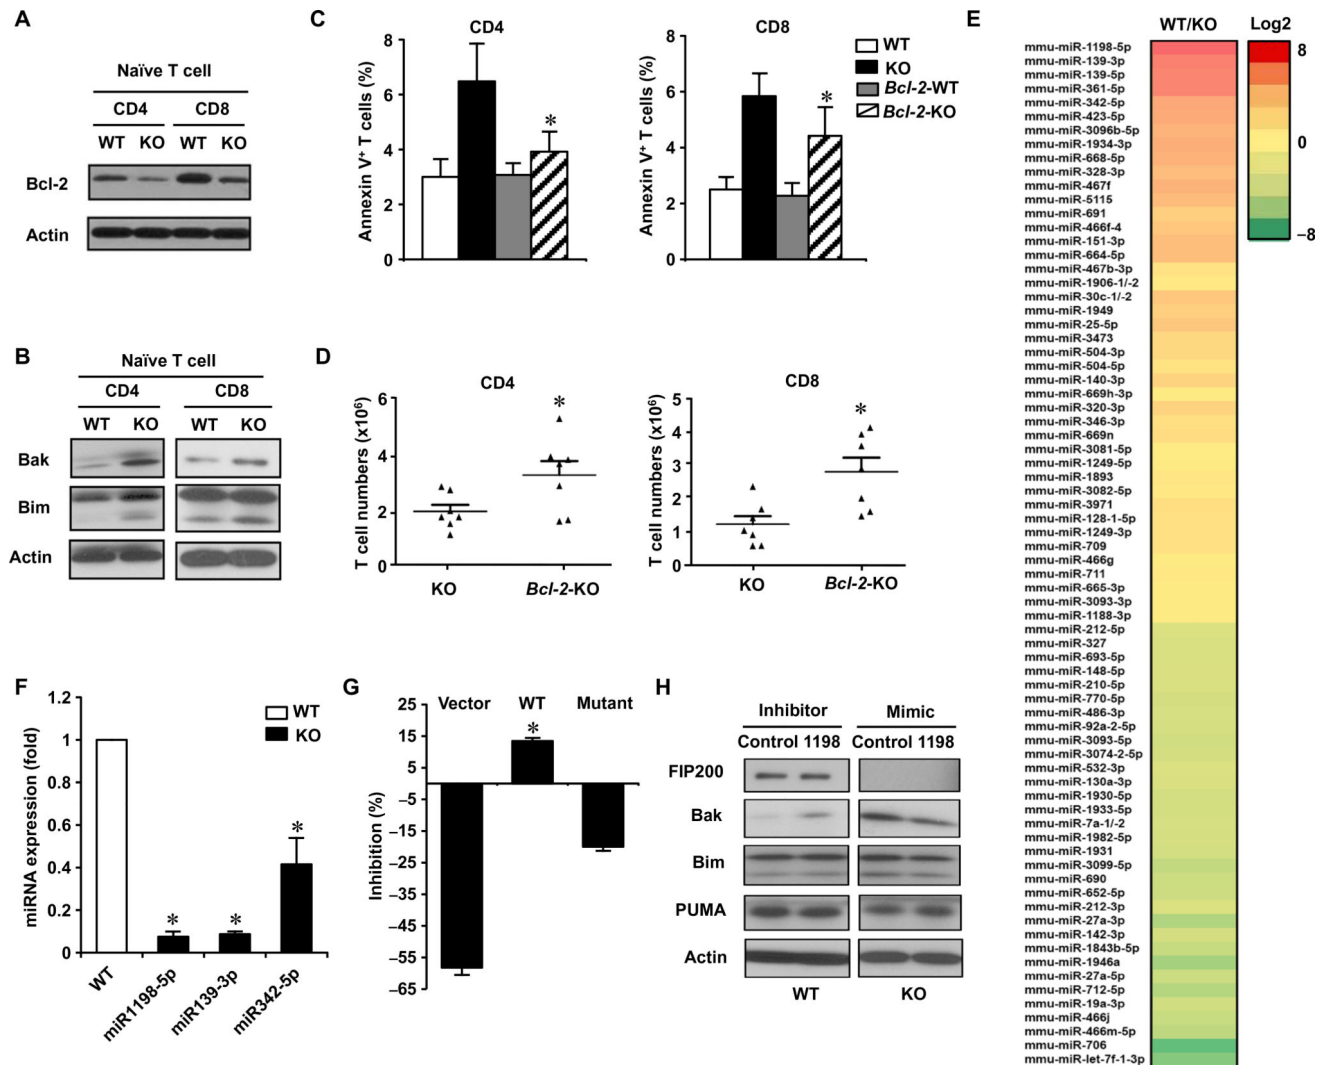 A
Naïve T cell
CD4 CD8
WT KO WT KO
Bcl-2
Actin
B
Naïve T cell
CD4 CD8
WT KO WT KO
Bak
Bim
Actin
C
CD4
Annexin V⁺ T cells (%)
8
6
4
2
0
*
CD8
Annexin V⁺ T cells (%)
8
6
4
2
0
*
WT
KO
Bcl-2-WT
Bcl-2-KO
D
CD4
T cell numbers (x10⁶)
6
4
2
0
*
KO Bcl-2-KO
CD8
T cell numbers (x10⁶)
5
4
3
2
1
0
*
KO Bcl-2-KO
E
WT/KO
Log2
8
0
–8
mmu-miR-1198-5p
mmu-miR-139-3p
mmu-miR-139-5p
mmu-miR-361-5p
mmu-miR-342-5p
mmu-miR-423-5p
mmu-miR-3096b-5p
mmu-miR-1934-3p
mmu-miR-668-5p
mmu-miR-328-3p
mmu-miR-467f
mmu-miR-5115
mmu-miR-691
mmu-miR-466f-4
mmu-miR-151-3p
mmu-miR-664-5p
mmu-miR-467b-3p
mmu-miR-1906-1/-2
mmu-miR-30c-1/-2
mmu-miR-1949
mmu-miR-25-5p
mmu-miR-3473
mmu-miR-504-3p
mmu-miR-504-5p
mmu-miR-140-3p
mmu-miR-669h-3p
mmu-miR-320-3p
mmu-miR-346-3p
mmu-miR-669n
mmu-miR-3081-5p
mmu-miR-1249-5p
mmu-miR-1893
mmu-miR-3082-5p
mmu-miR-3971
mmu-miR-128-1-5p
mmu-miR-1249-3p
mmu-miR-709
mmu-miR-466g
mmu-miR-711
mmu-miR-665-3p
mmu-miR-3093-3p
mmu-miR-1188-3p
mmu-miR-212-5p
mmu-miR-327
mmu-miR-693-5p
mmu-miR-148-5p
mmu-miR-210-5p
mmu-miR-770-5p
mmu-miR-486-3p
mmu-miR-92a-2-5p
mmu-miR-3093-5p
mmu-miR-3074-2-5p
mmu-miR-532-3p
mmu-miR-130a-3p
mmu-miR-1930-5p
mmu-miR-1933-5p
mmu-miR-7a-1/-2
mmu-miR-1982-5p
mmu-miR-1931
mmu-miR-3099-5p
mmu-miR-690
mmu-miR-652-5p
mmu-miR-212-3p
mmu-miR-27a-3p
mmu-miR-142-3p
mmu-miR-1843b-5p
mmu-miR-1946a
mmu-miR-27a-5p
mmu-miR-712-5p
mmu-miR-19a-3p
mmu-miR-466j
mmu-miR-466m-5p
mmu-miR-706
mmu-miR-let-7f-1-3p
F
miRNA expression (fold)
1.2
1
0.8
0.6
0.4
0.2
0
WT
KO
*
*
*
WT
miR1198-5p
miR139-3p
miR342-5p
G
Vector WT Mutant
Inhibition (%)
25
15
5
–5
–15
–25
–35
–45
–55
–65
*
H
Inhibitor Mimic
Control 1198 Control 1198
FIP200
Bak
Bim
PUMA
Actin
WT KO